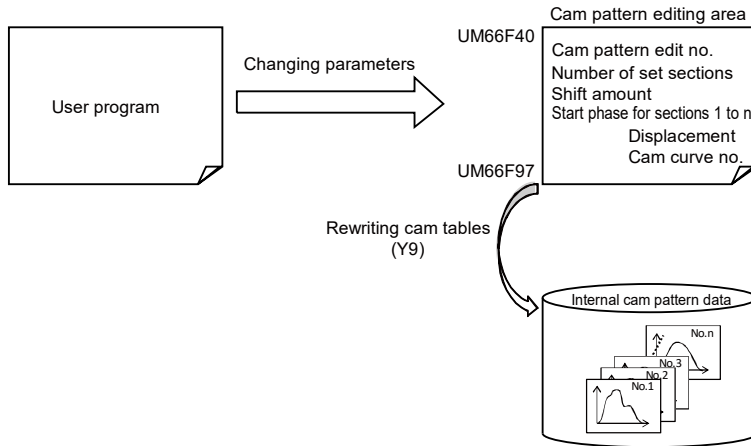 Cam pattern editing area
UM66F40
Cam pattern edit no.
Number of set sections
Shift amount
Start phase for sections 1 to n
Displacement
Cam curve no.
UM66F97
Changing parameters
User program
Rewriting cam tables
(Y9)
Internal cam pattern data
No.n
No.3
No.2
No.1